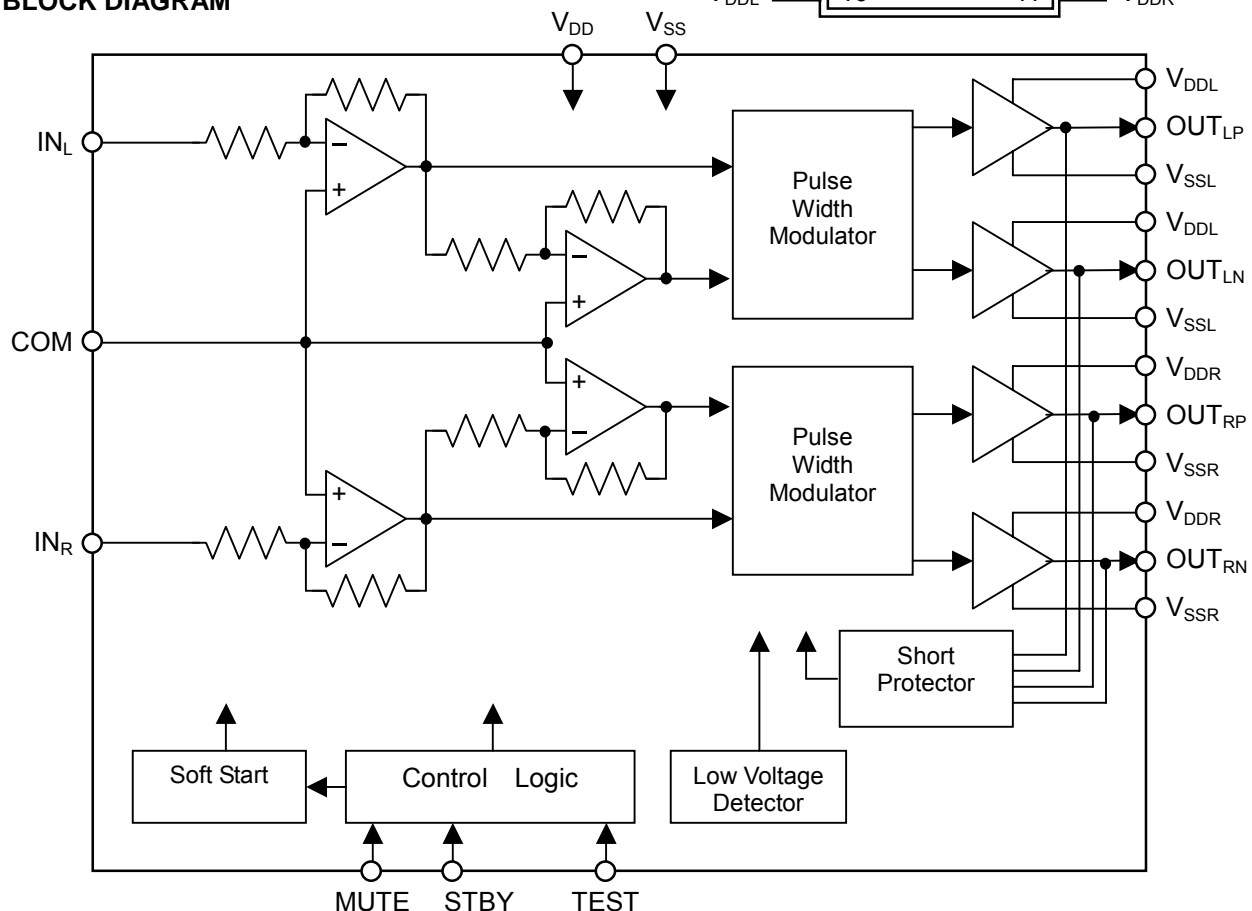 BLOCK DIAGRAM
VDD
VSS
VDDL
INL
OUTLP
Pulse
Width
Modulator
VSSL
VDDL
OUTLN
VSSL
COM
VDDR
Pulse
Width
Modulator
OUTRP
VSSR
INR
VDDR
OUTRN
VSSR
Short
Protector
Soft Start
Control Logic
Low Voltage
Detector
MUTE
STBY
TEST
− + − + + − + −